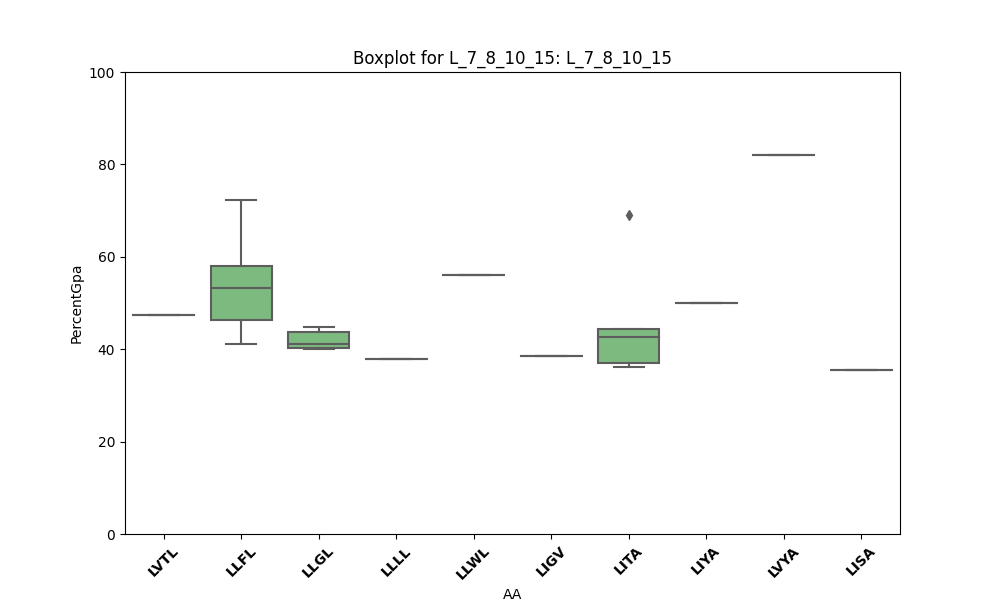 Boxplot for L_7_8_10_15: L_7_8_10_15
100
80
60
40
20
0
PercentGpa
LVTL
LLFL
LLGL
LLLL
LLWL
LIGV
LITA
LIYA
LVYA
LISA
AA